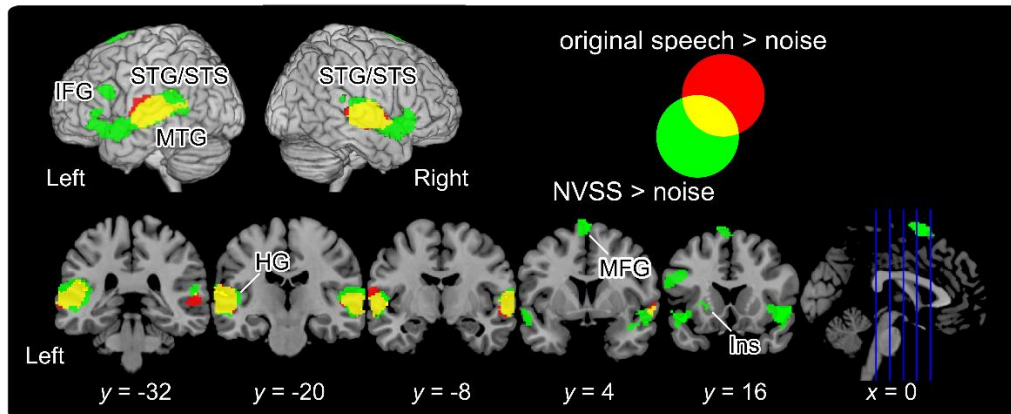 original speech > noise
STG/STS
STG/STS
IFG
MTG
Left
Right
NVSS > noise
HG
MFG
Ins
Left
y = -32
y = -20
y = -8
y = 4
y = 16
x = 0